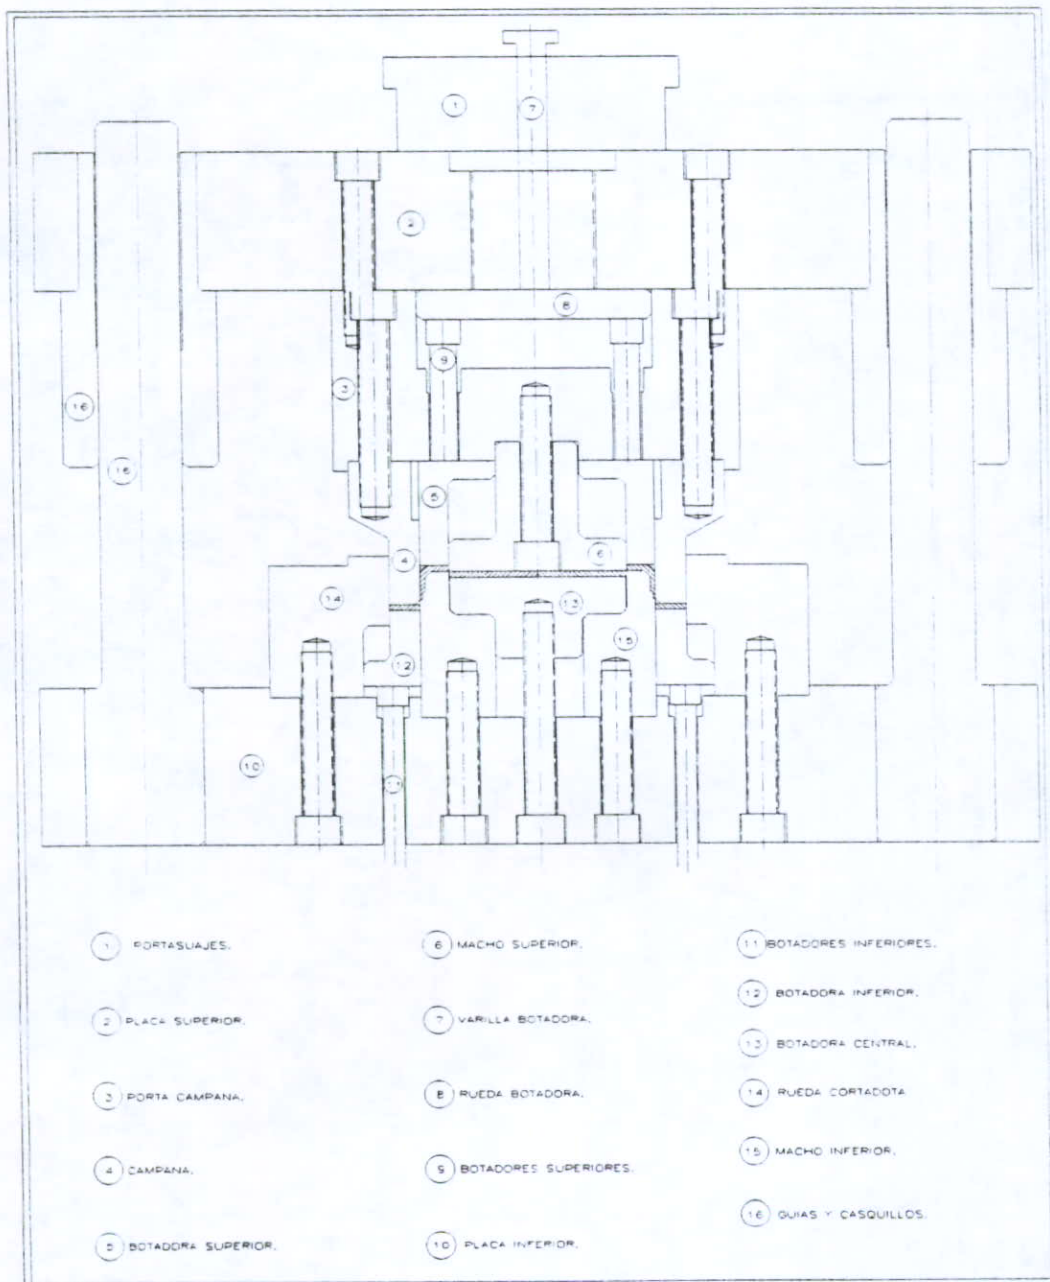 1
7
2
8
9
3
16
16
5
4
6
14
13
15
12
10
11
1 PORTASUAJES.
2 PLACA SUPERIOR.
3 PORTA CAMPANA.
4 CAMPANA.
5 BOTADORA SUPERIOR.
6 MACHO SUPERIOR.
7 VARILLA BOTADORA.
8 RUEDA BOTADORA.
9 BOTADORES SUPERIORES.
10 PLACA INFERIOR.
11 BOTADORES INFERIORES.
12 BOTADORA INFERIOR.
13 BOTADORA CENTRAL.
14 RUEDA CORTADOTA
15 MACHO INFERIOR.
16 GUIAS Y CASQUILLOS.